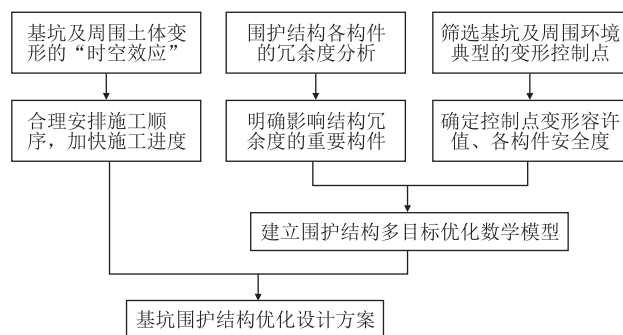 基坑及周围土体变
形的“时空效应”
围护结构各构件
的冗余度分析
筛选基坑及周围环境
典型的变形控制点
合理安排施工顺
序，加快施工进度
明确影响结构冗
余度的重要构件
确定控制点变形容许
值、各构件安全度
建立围护结构多目标优化数学模型
基坑围护结构优化设计方案